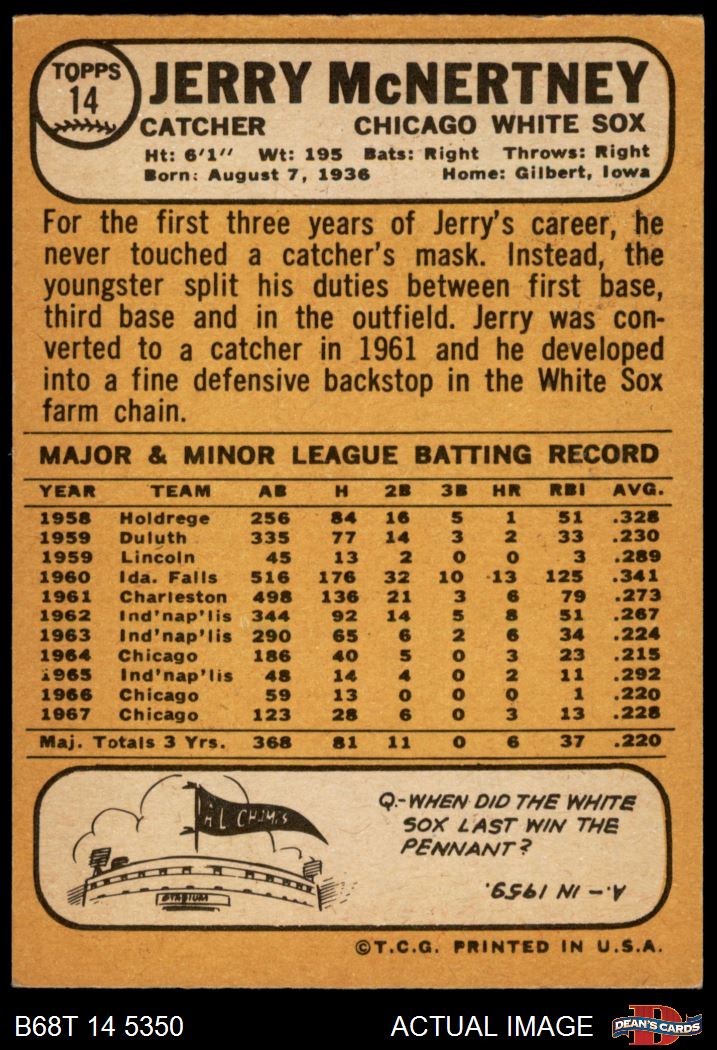 TOPPS
14
JERRY McNERTNEY
CATCHER CHICAGO WHITE SOX
Ht: 6'1" Wt: 195 Bats: Right Throws: Right
Born: August 7, 1936 Home: Gilbert, Iowa
For the first three years of Jerry's career, he
never touched a catcher's mask. Instead, the
youngster split his duties between first base,
third base and in the outfield. Jerry was con-
verted to a catcher in 1961 and he developed
into a fine defensive backstop in the White Sox
farm chain.
MAJOR & MINOR LEAGUE BATTING RECORD
YEAR TEAM AB H 2B 3B HR RBI AVG.
1958 Holdrege 256 84 16 5 1 51 .328
1959 Duluth 335 77 14 3 2 33 .230
1959 Lincoln 45 13 2 0 0 3 .289
1960 Ida. Falls 516 176 32 10 13 125 .341
1961 Charleston 498 136 21 3 6 79 .273
1962 Ind'nap'lis 344 92 14 5 8 51 .267
1963 Ind'nap'lis 290 65 6 2 6 34 .224
1964 Chicago 186 40 5 0 3 23 .215
1965 Ind'nap'lis 48 14 4 0 2 11 .292
1966 Chicago 59 13 0 0 0 1 .220
1967 Chicago 123 28 6 0 3 13 .228
Maj. Totals 3 Yrs. 368 81 11 0 6 37 .220
A L CHAMPS
STADIUM
Q.-WHEN DID THE WHITE
SOX LAST WIN THE
PENNANT?
A.- IN 1959.
©T.C.G. PRINTED IN U.S.A.
B68T 14 5350 ACTUAL IMAGE
DEAN'S CARDS